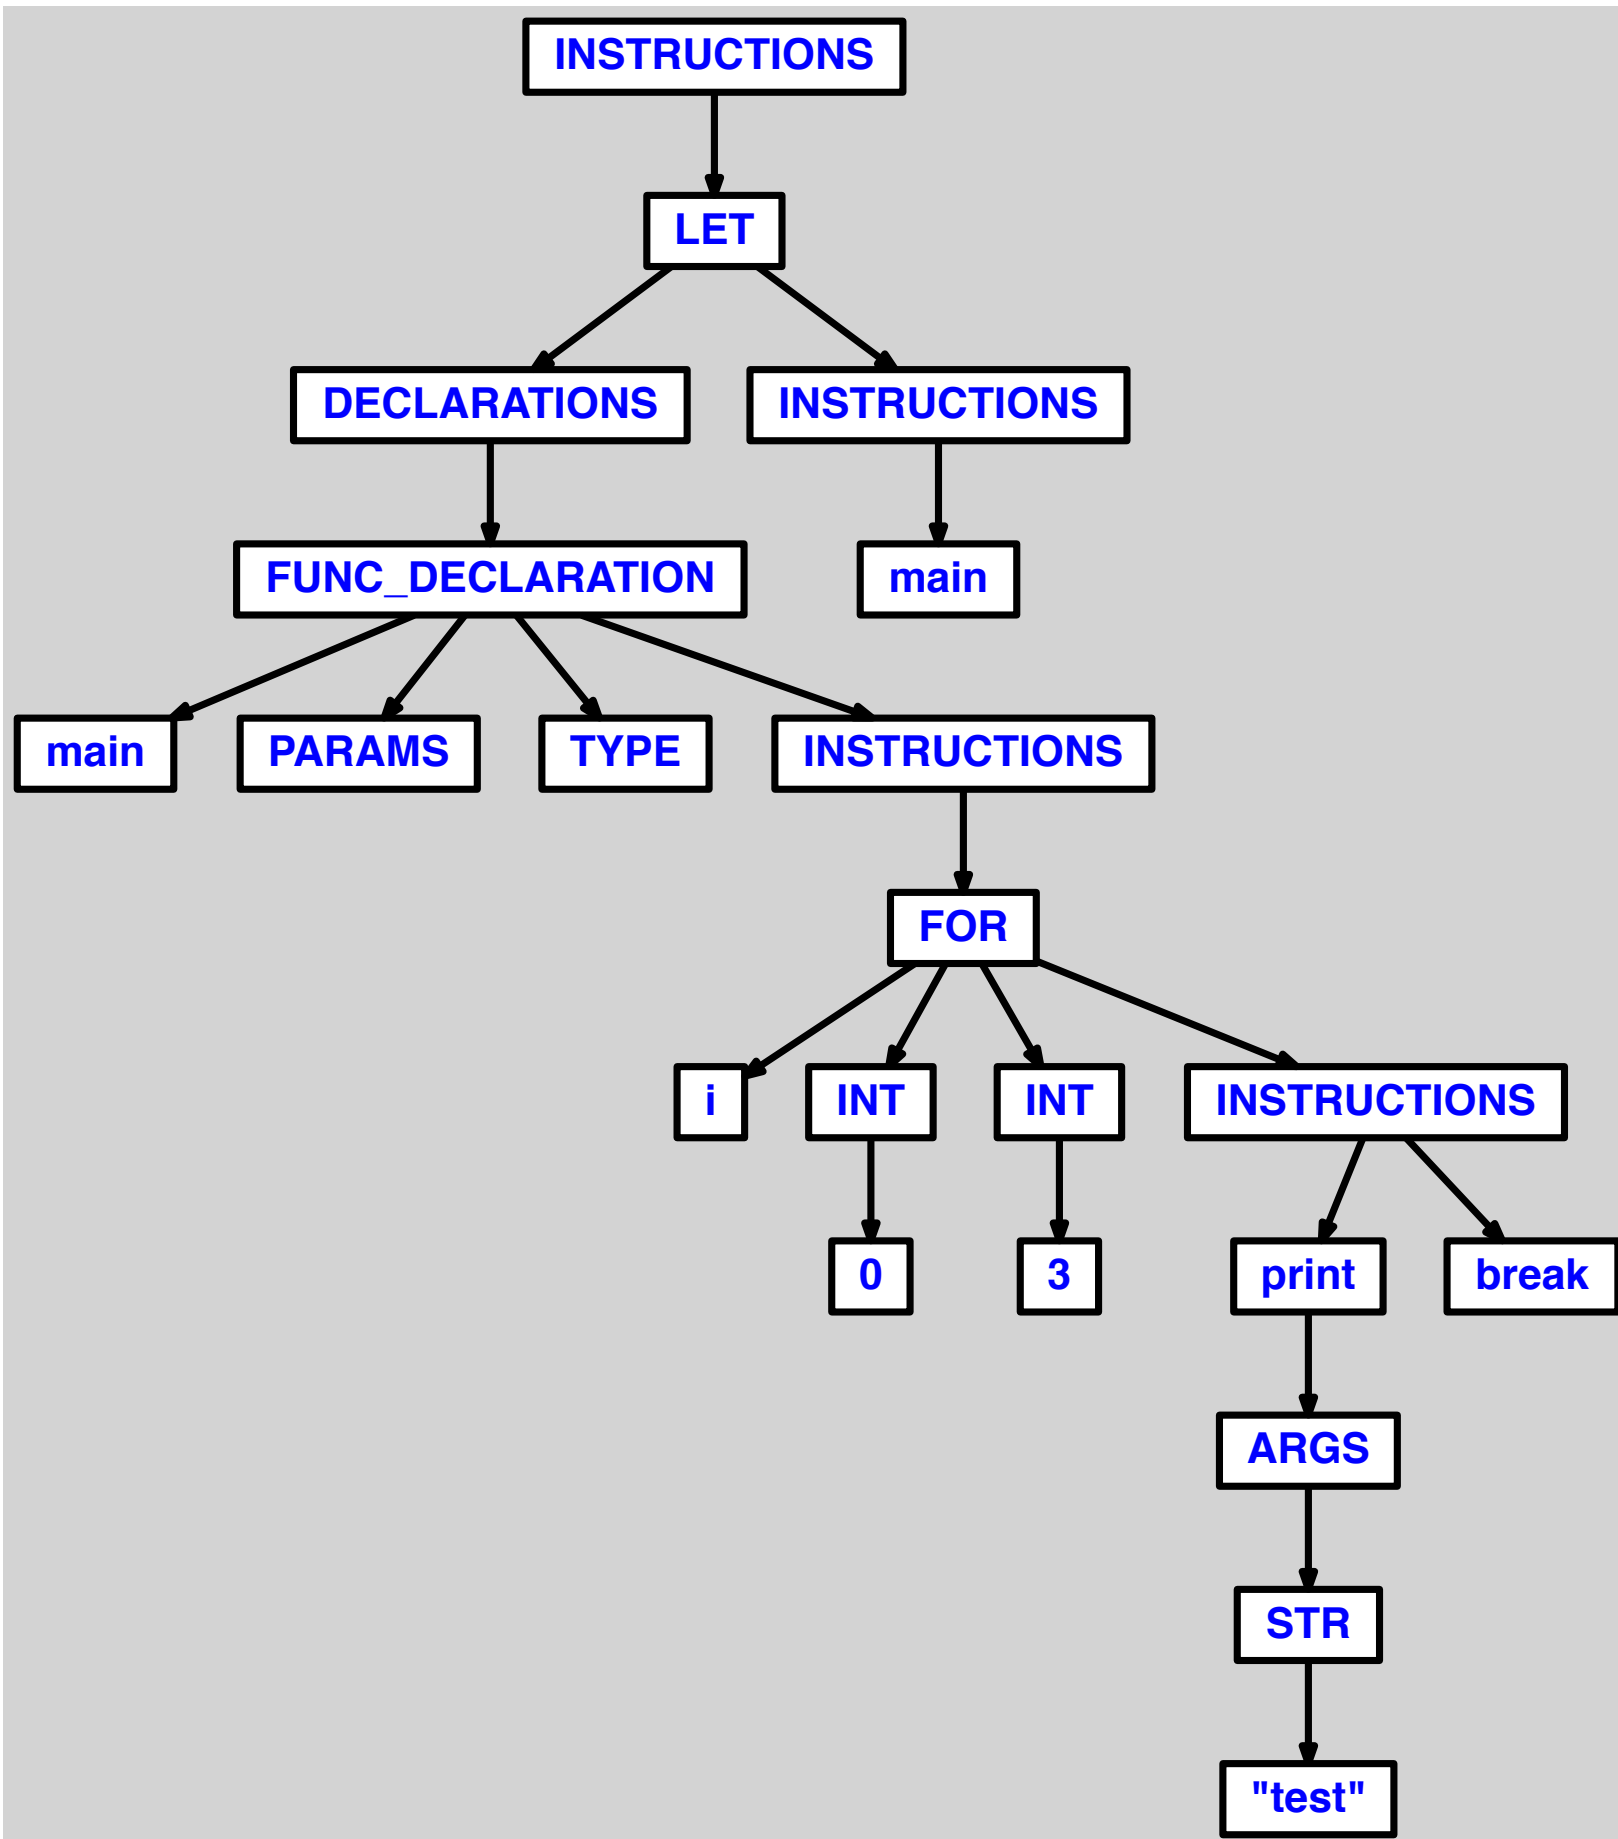 INSTRUCTIONS
LET
DECLARATIONS
INSTRUCTIONS
FUNC_DECLARATION
main
main
PARAMS
TYPE
INSTRUCTIONS
FOR
i
INT
INT
INSTRUCTIONS
0
3
print
break
ARGS
STR
"test"